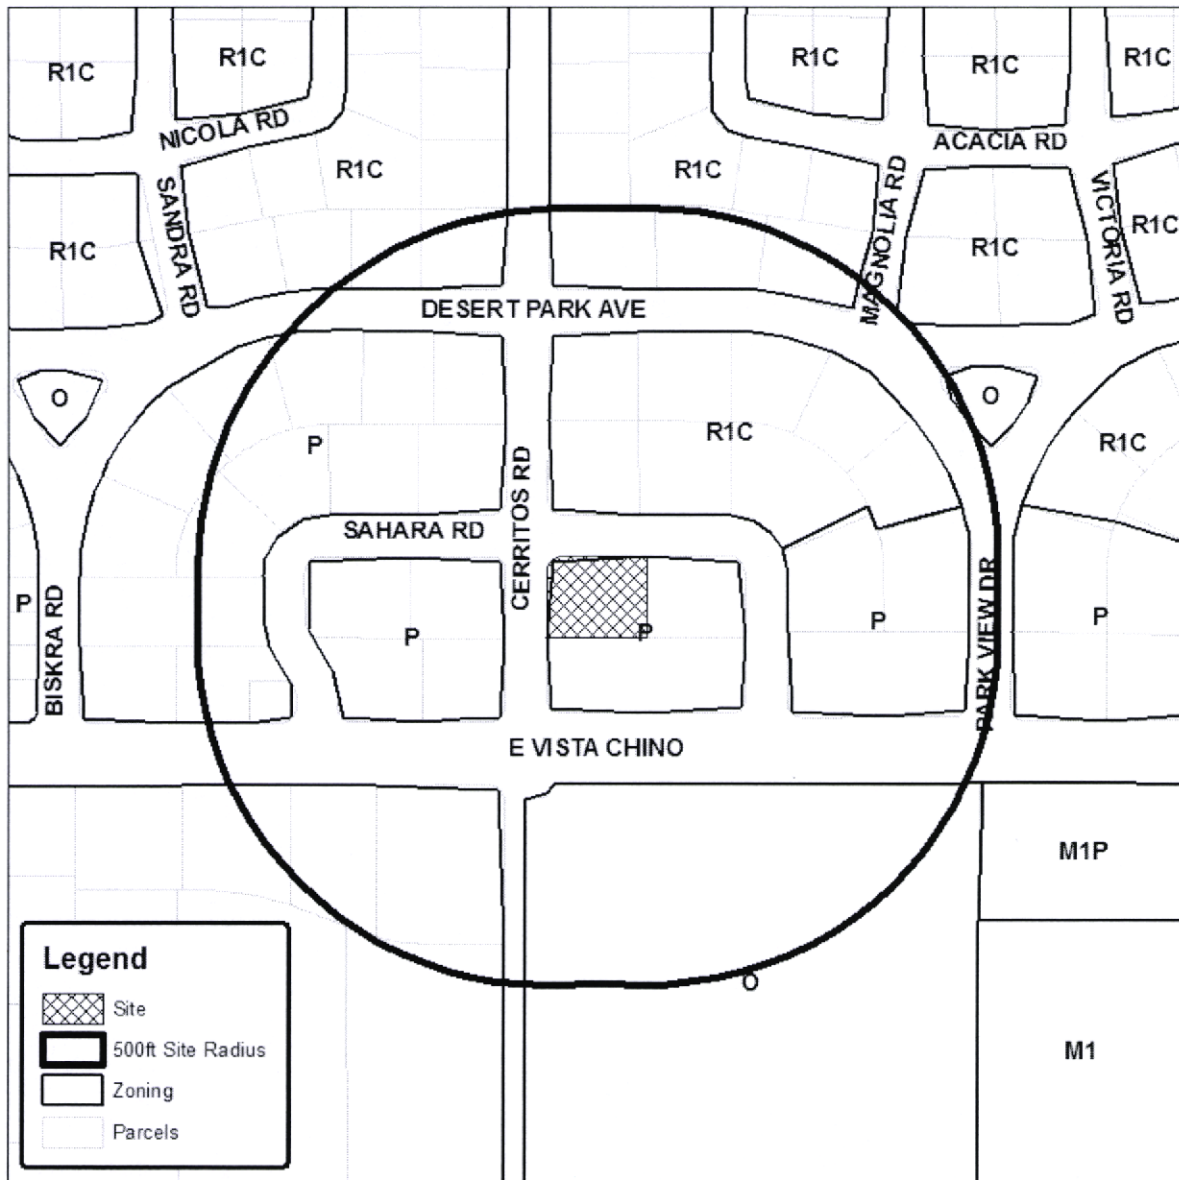 R1C
R1C
R1C
R1C
R1C
NICOLA RD
ACACIA RD
R1C
R1C
SANDRA RD
MAGNOLIA RD
VICTORIA RD
R1C
R1C
R1C
DESERT PARK AVE
O
O
P
R1C
R1C
CERRITOS RD
SAHARA RD
P
BISKRA RD
P
P
P
PARK VIEW DR
P
E VISTA CHINO
M1P
O
M1
Legend
Site
500ft Site Radius
Zoning
Parcels